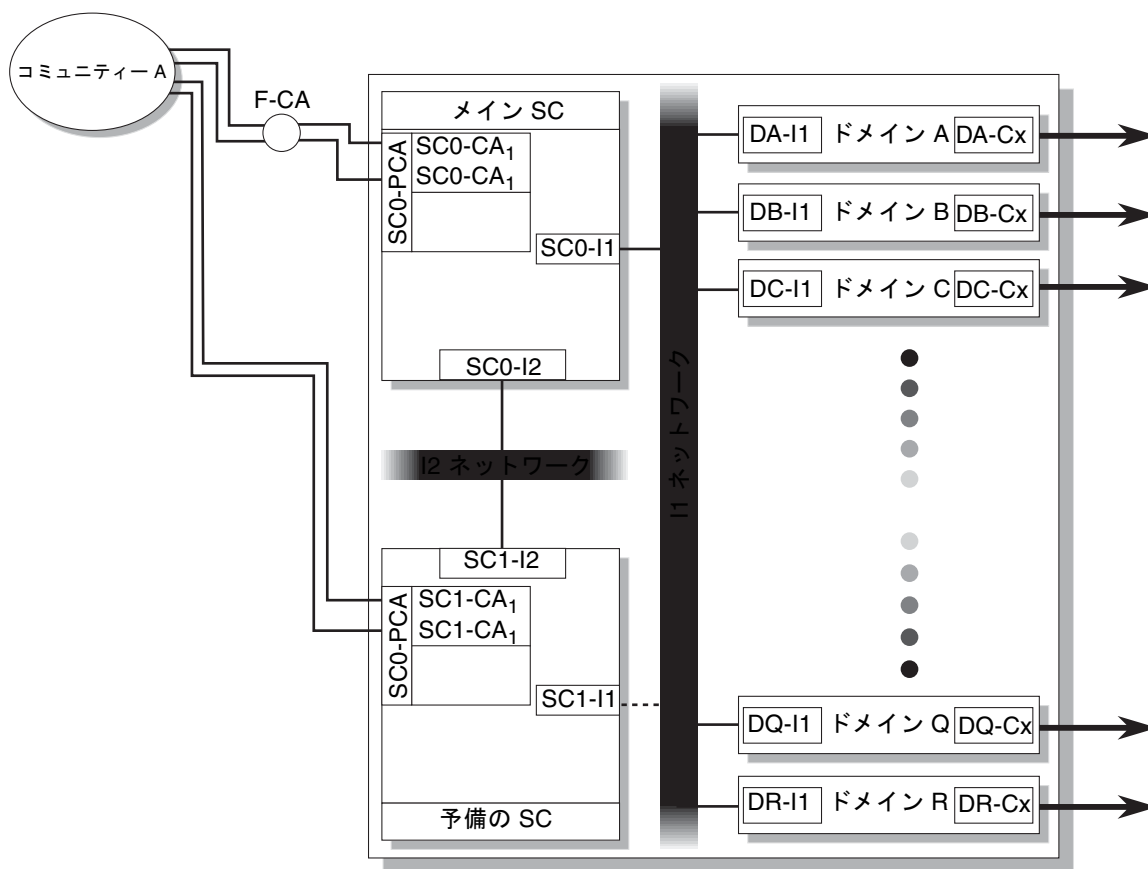 コミュニティー A
F-CA
メイン SC
SC0-PCA
SC0-CA₁
SC0-CA₁
SC0-I1
SC0-I2
I2 ネットワーク
SC1-I2
SC0-PCA
SC1-CA₁
SC1-CA₁
SC1-I1
予備の SC
I1 ネットワーク
DA-I1 ドメイン A DA-Cx
DB-I1 ドメイン B DB-Cx
DC-I1 ドメイン C DC-Cx
DQ-I1 ドメイン Q DQ-Cx
DR-I1 ドメイン R DR-Cx